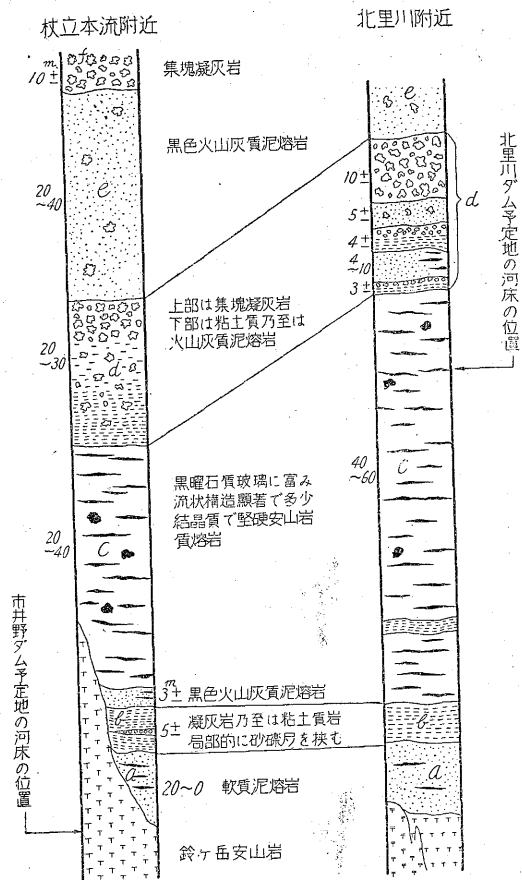 杖立本流附近
北里川附近
m
10±
f
集塊凝灰岩
黒色火山灰質泥熔岩
20
~40
e
上部は集塊凝灰岩
下部は粘土質乃至は
火山灰質泥熔岩
20
~30
d
黒曜石質玻璃に富み
流状構造顕著で多少
結晶質で堅硬安山岩
質熔岩
20
~40
C
市井野ダム予定地の河床の位置
m
3± 黒色火山灰質泥熔岩
b
5± 凝灰岩乃至は粘土質岩
局部的に砂礫层を挟む
a
20~0 軟質泥熔岩
鈴ヶ岳安山岩
e
10±
5±
4±
4
~10
3±
d
北里川ダム予定地の河床の位置
40
~60
C
b
a